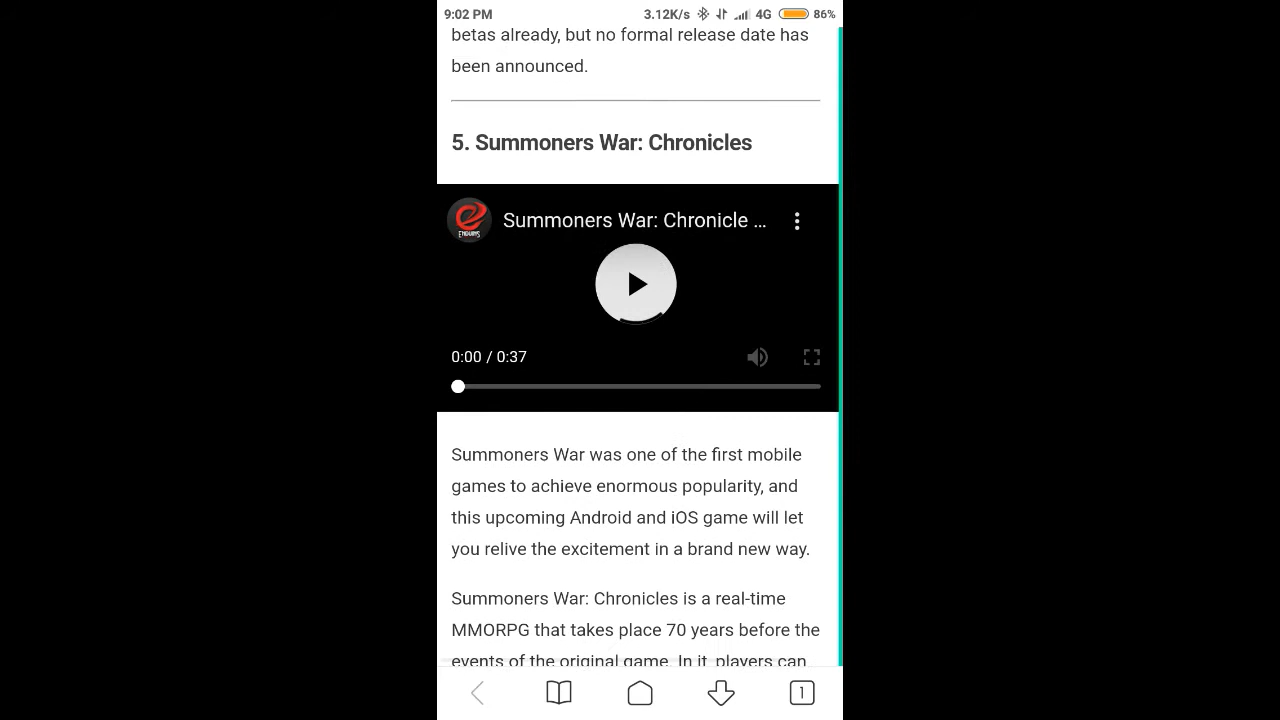 9:02 PM 3.12K/s 4G 86%
betas already, but no formal release date has
been announced.
5. Summoners War: Chronicles
Summoners War: Chronicle ...
ENDUINS
0:00 / 0:37
Summoners War was one of the first mobile
games to achieve enormous popularity, and
this upcoming Android and iOS game will let
you relive the excitement in a brand new way.
Summoners War: Chronicles is a real-time
MMORPG that takes place 70 years before the
events of the original game. In it, players can
1